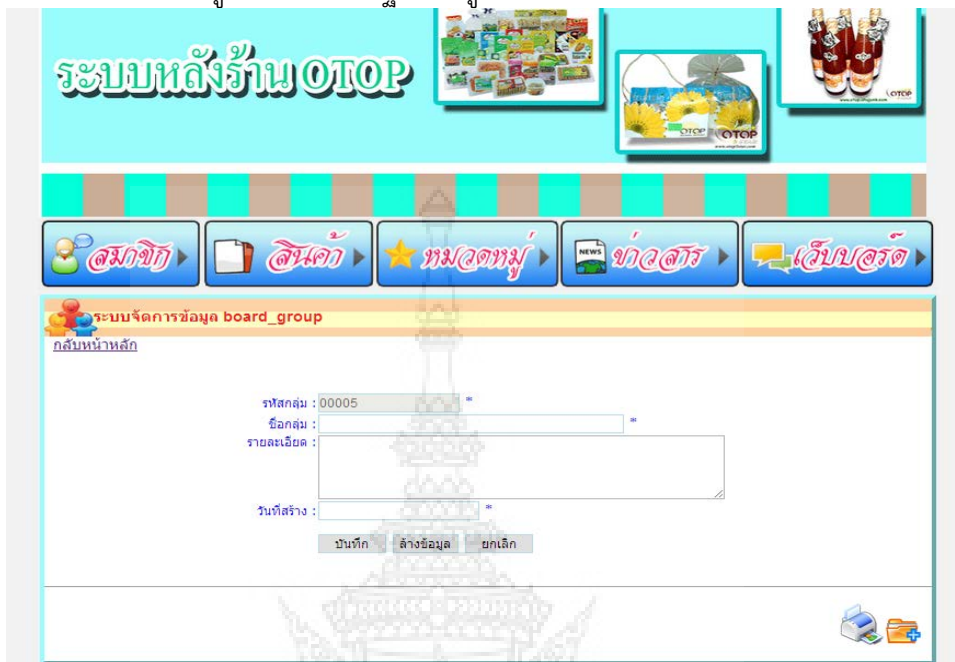 ระบบหลังร้าน OTOP
OTOP
OTOP
OTOP
สมาชิก
สินค้า
หมวดหมู่
NEWS
ข่าวสาร
เว็บบอร์ด
ระบบจัดการข้อมูล board_group
กลับหน้าหลัก
รหัสกลุ่ม : 00005 *
ชื่อกลุ่ม : *
รายละเอียด :
วันที่สร้าง : *
บันทึก ล้างข้อมูล ยกเลิก